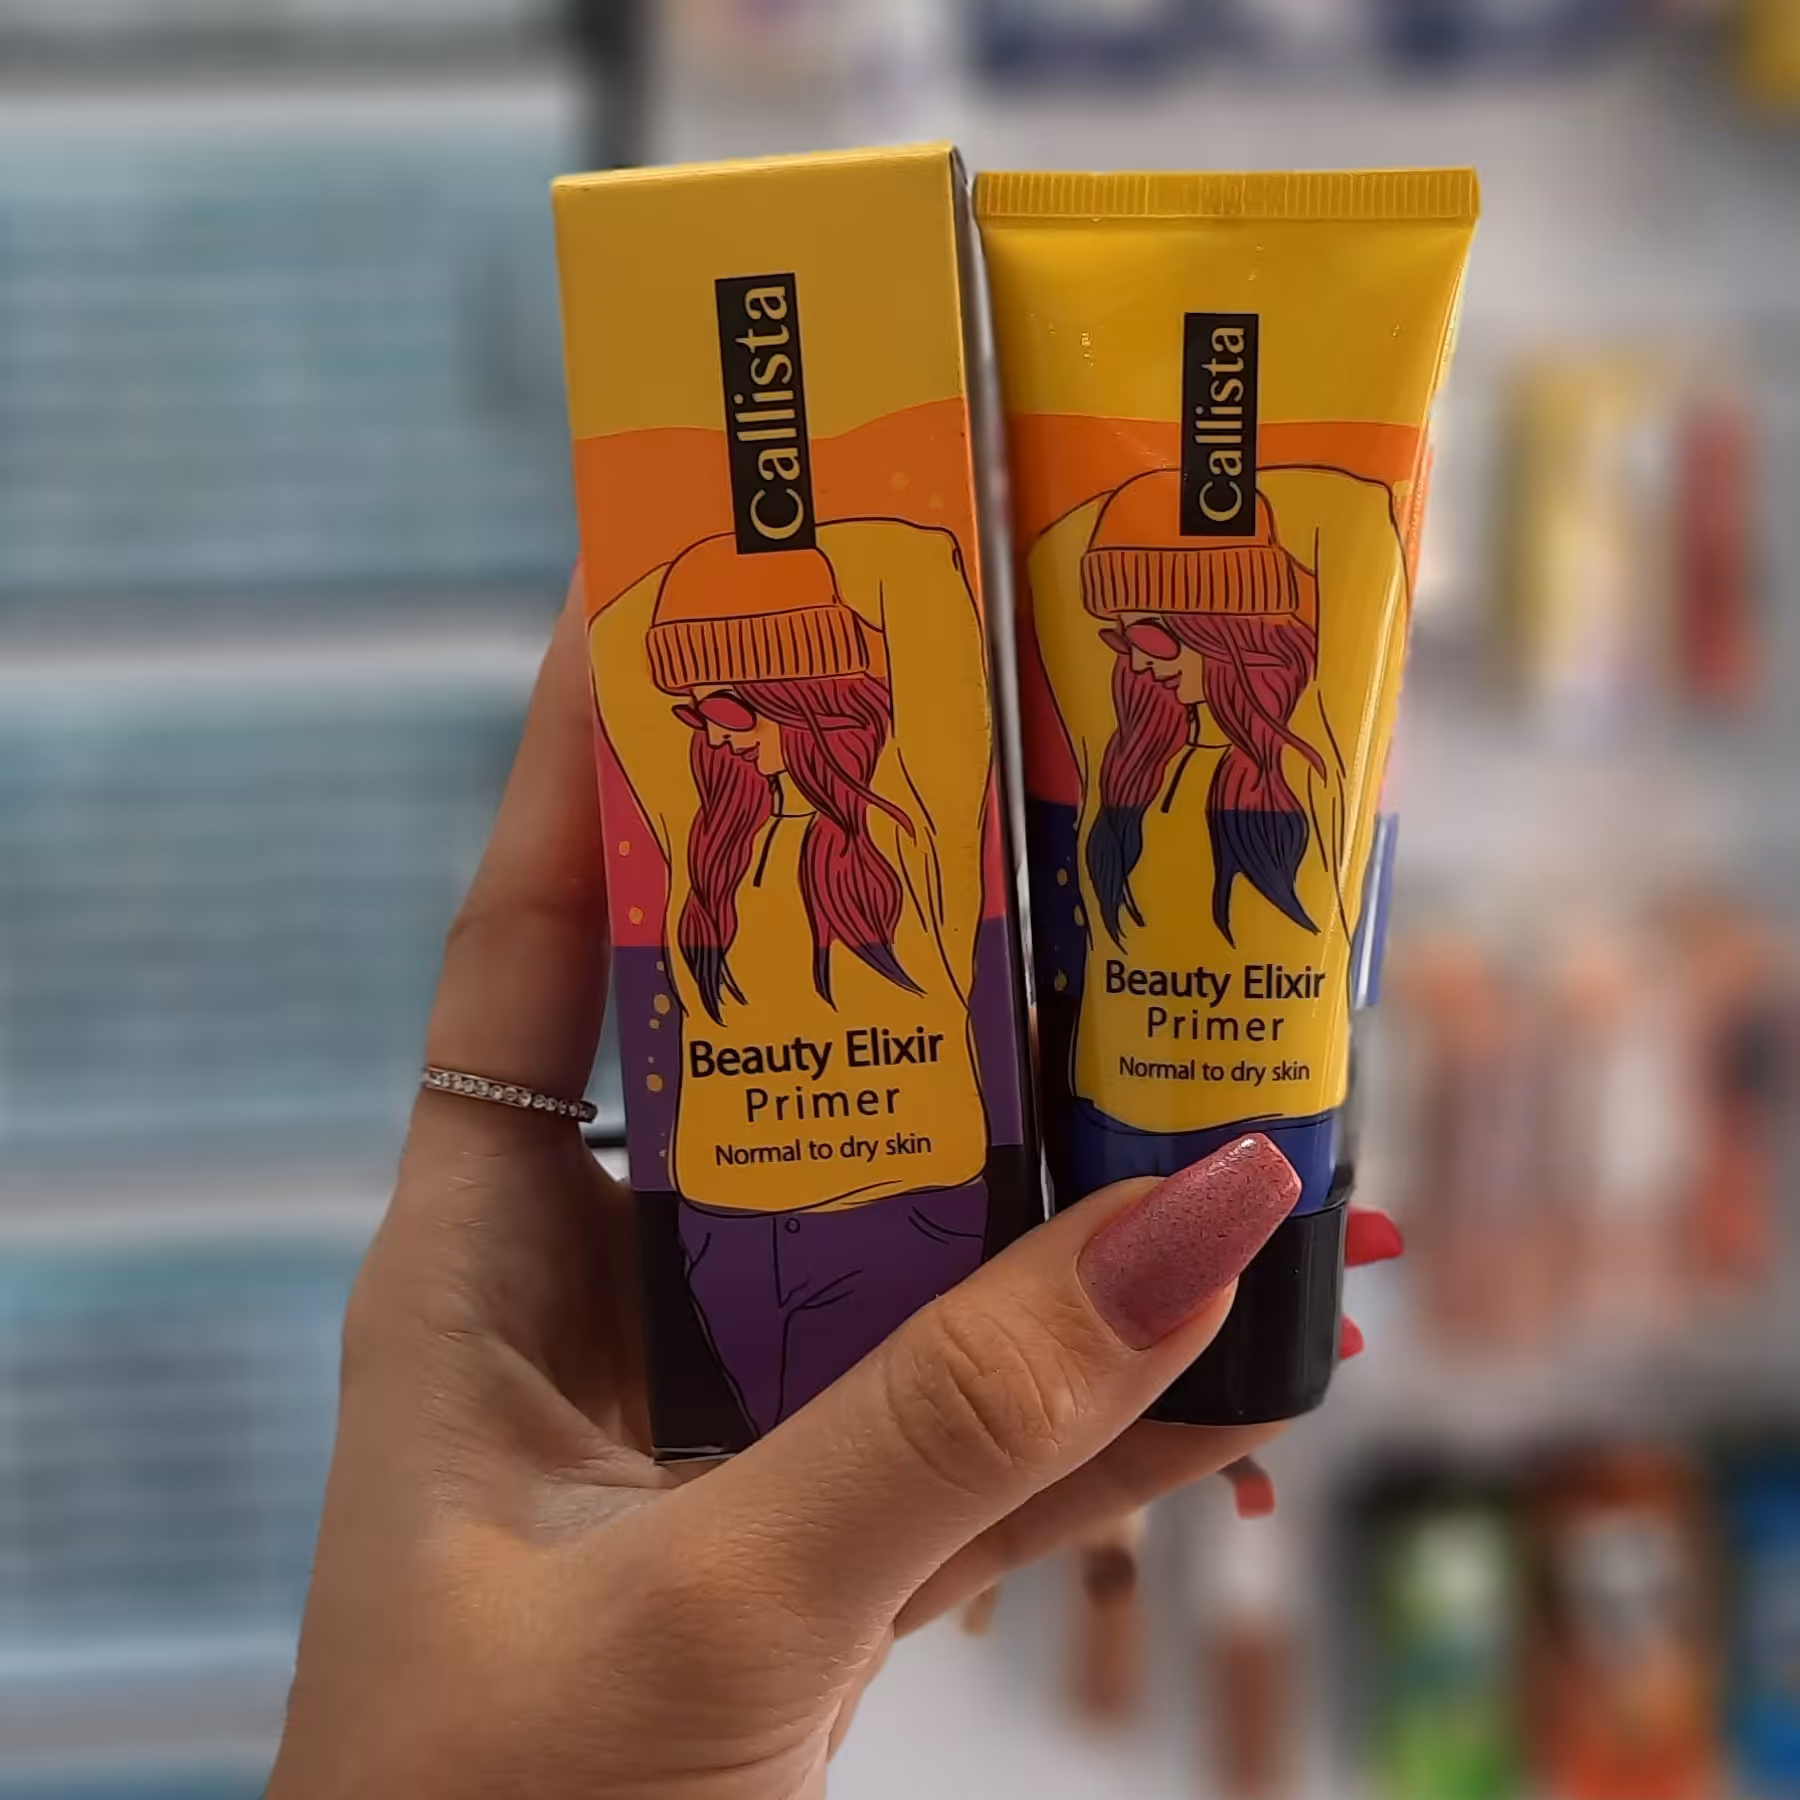 Callista
Beauty Elixir
Primer
Normal to dry skin
Callista
Beauty Elixir
Primer
Normal to dry skin